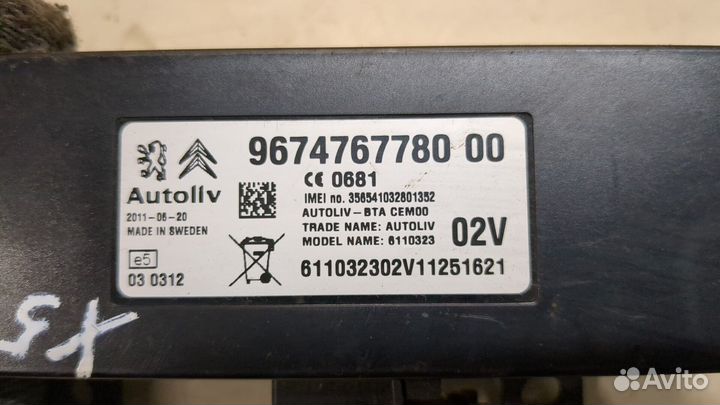 9674767780 00
CE 0681
IMEI no. 356541032801352
Autoliv
2011-06-20
MADE IN SWEDEN
AUTOLIV-BTA CEM00
TRADE NAME: AUTOLIV
MODEL NAME: 6110323
02V
e5
03 0312
611032302V11251621
x5
Avito